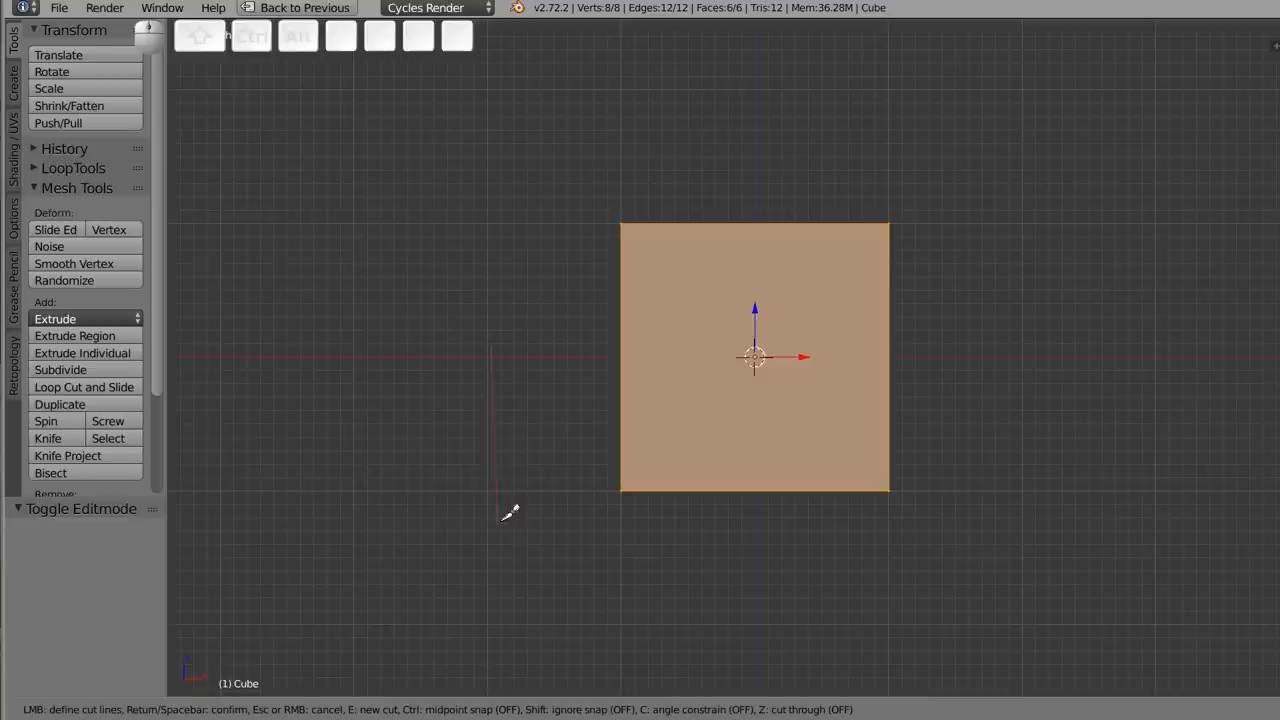 File Render Window Help Back to Previous Cycles Render v2.72.2 | Verts:8/8 | Edges:12/12 | Faces:6/6 | Tris:12 | Mem:36.28M | Cube
Tools
Create
Shading / UVs
Options
Grease Pencil
Retopology
Transform
Ctrl Alt
Translate
Rotate
Scale
Shrink/Fatten
Push/Pull
History
LoopTools
Mesh Tools
Deform:
Slide Ed Vertex
Noise
Smooth Vertex
Randomize
Add:
Extrude
Extrude Region
Extrude Individual
Subdivide
Loop Cut and Slide
Duplicate
Spin Screw
Knife Select
Knife Project
Bisect
Remove:
Toggle Editmode
(1) Cube
LMB: define cut lines, Return/Spacebar: confirm, Esc or RMB: cancel, E: new cut, Ctrl: midpoint snap (OFF), Shift: ignore snap (OFF), C: angle constrain (OFF), Z: cut through (OFF)